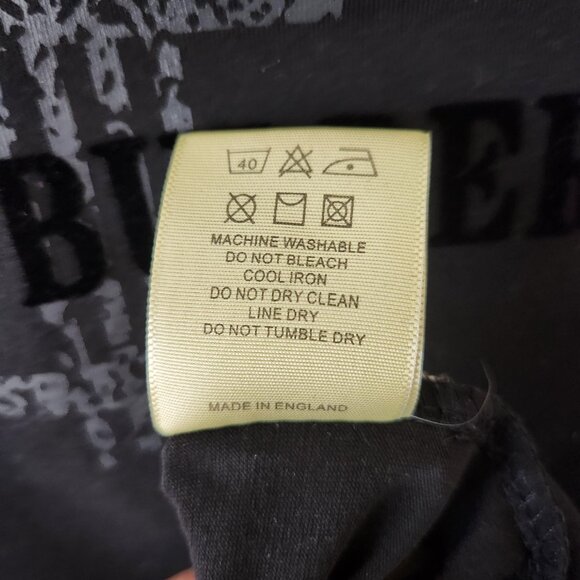 BU
40
MACHINE WASHABLE
DO NOT BLEACH
COOL IRON
DO NOT DRY CLEAN
LINE DRY
DO NOT TUMBLE DRY
MADE IN ENGLAND